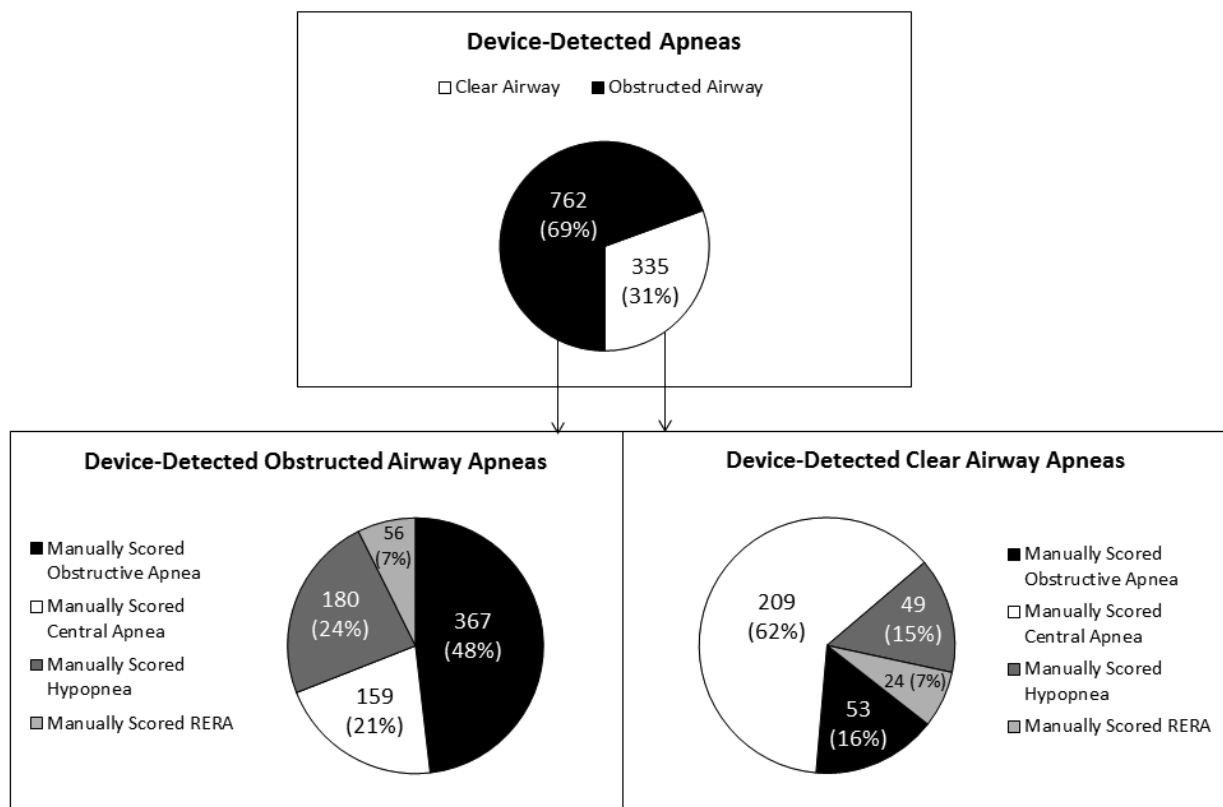 Device-Detected Apneas
Clear Airway Obstructed Airway
762
(69%)
335
(31%)
Device-Detected Obstructed Airway Apneas
Manually Scored
Obstructive Apnea
Manually Scored
Central Apnea
Manually Scored
Hypopnea
Manually Scored RERA
56
(7%)
180
(24%)
367
(48%)
159
(21%)
Device-Detected Clear Airway Apneas
209
(62%)
49
(15%)
24 (7%)
53
(16%)
Manually Scored
Obstructive Apnea
Manually Scored
Central Apnea
Manually Scored
Hypopnea
Manually Scored RERA